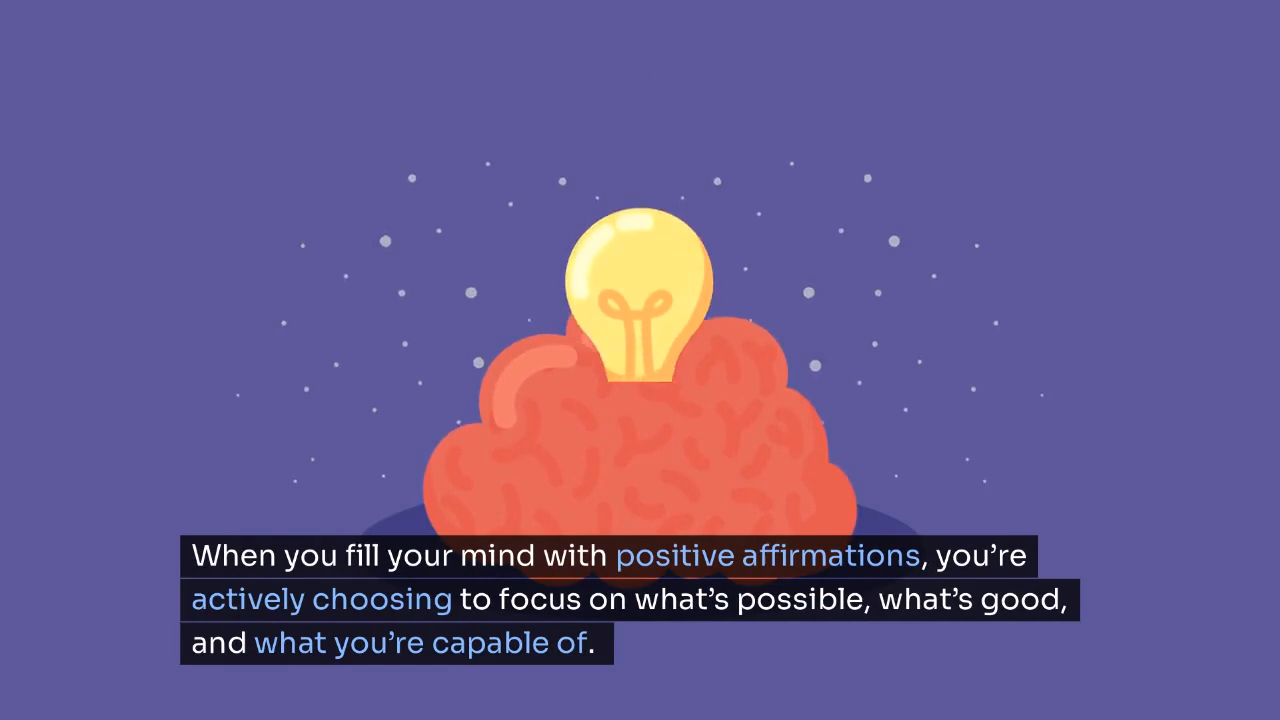 When you fill your mind with positive affirmations, you’re
actively choosing to focus on what’s possible, what’s good,
and what you’re capable of.